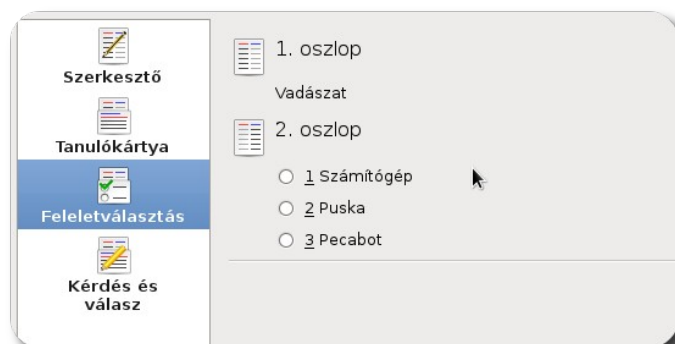 Szerkesztő
Tanulókártya
Feleletválasztás
Kérdés és
válasz
1. oszlop
Vadászat
2. oszlop
1 Számítógép
2 Puska
3 Pecabot